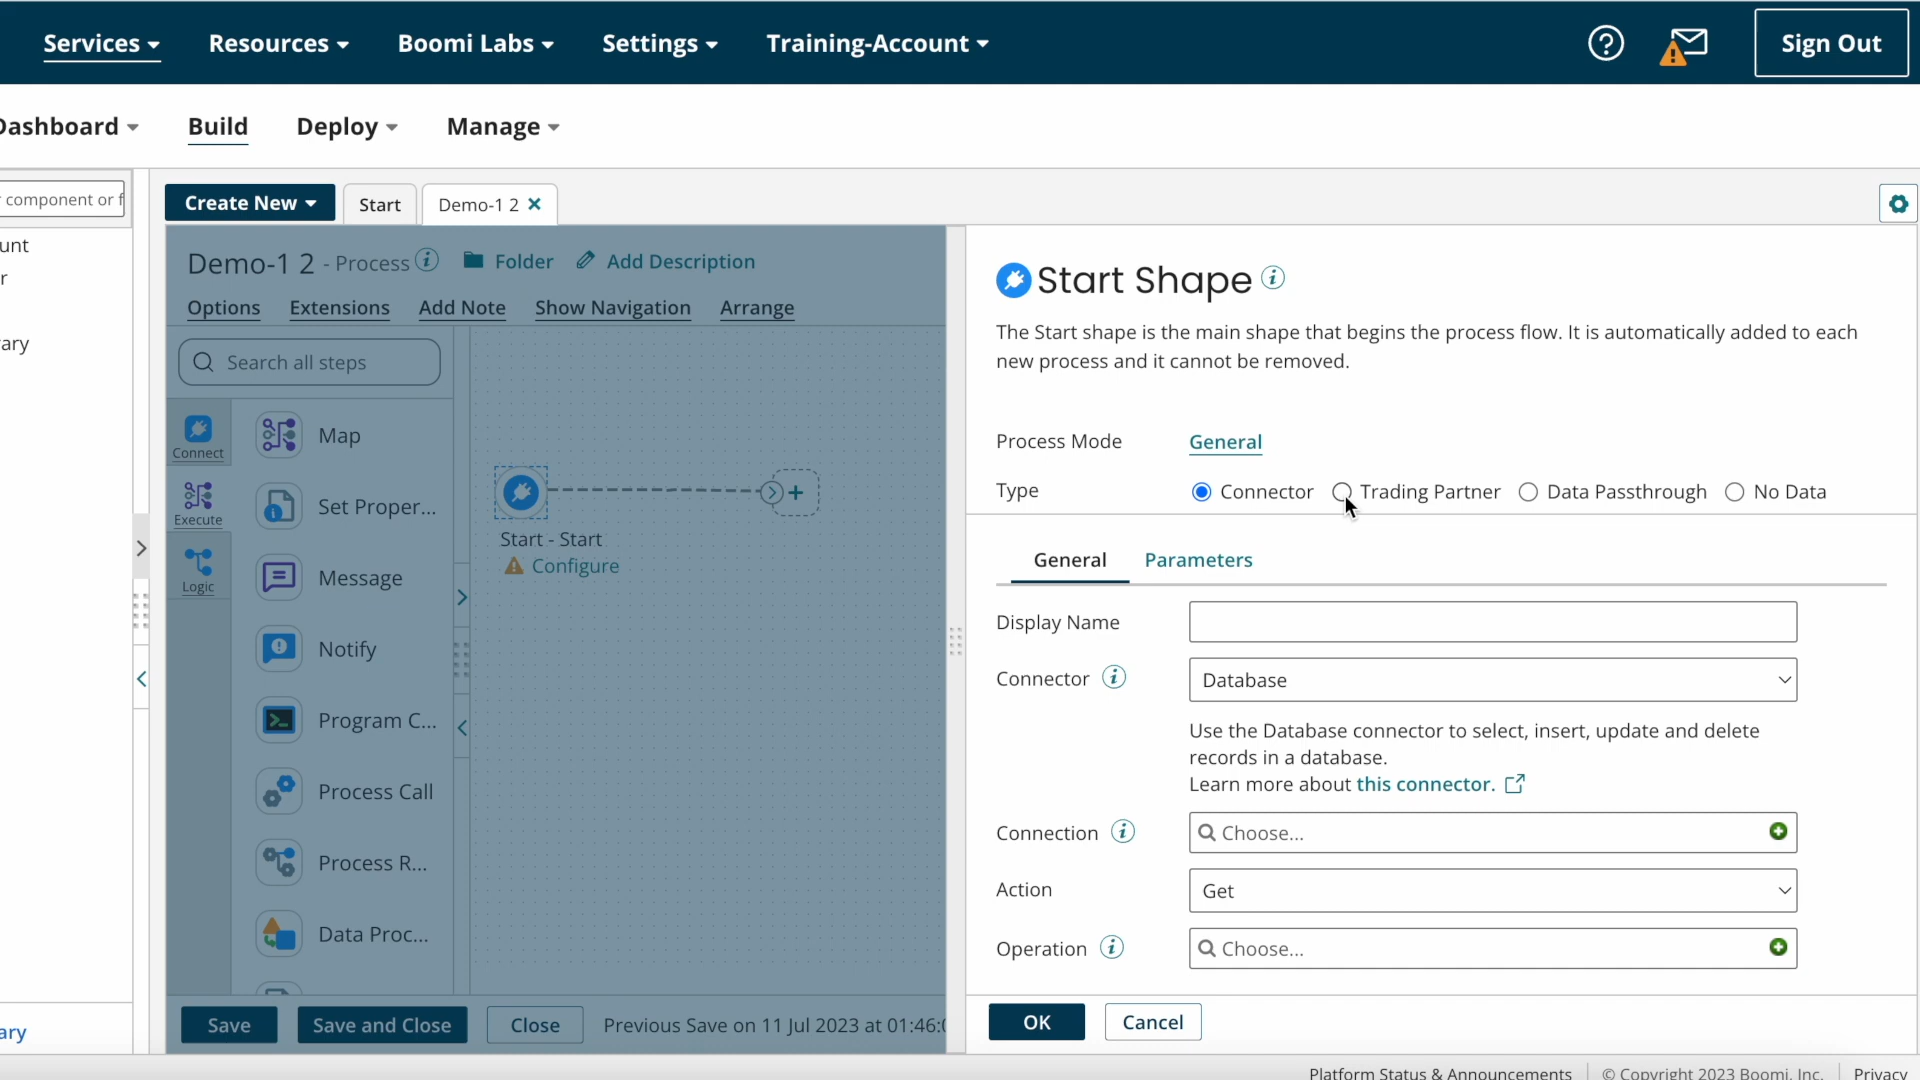 Services
Resources
Boomi Labs
Settings
Training-Account
Sign Out
Dashboard
Build
Deploy
Manage
component or f
Create New
Start
Demo-1 2
unt
r
ary
Demo-1 2 - Process
Folder
Add Description
Options
Extensions
Add Note
Show Navigation
Arrange
Search all steps
Connect
Execute
Logic
Map
Set Proper...
Message
Notify
Program C...
Process Call
Process R...
Data Proc...
Start - Start
Configure
Start Shape
The Start shape is the main shape that begins the process flow. It is automatically added to each
new process and it cannot be removed.
Process Mode
General
Type
Connector
Trading Partner
Data Passthrough
No Data
General
Parameters
Display Name
Connector
Database
Use the Database connector to select, insert, update and delete
records in a database.
Learn more about this connector.
Connection
Choose...
Action
Get
Operation
Choose...
ary
Save
Save and Close
Close
Previous Save on 11 Jul 2023 at 01:46:0
OK
Cancel
Platform Status & Announcements
© Copyright 2023 Boomi, Inc.
Privacy